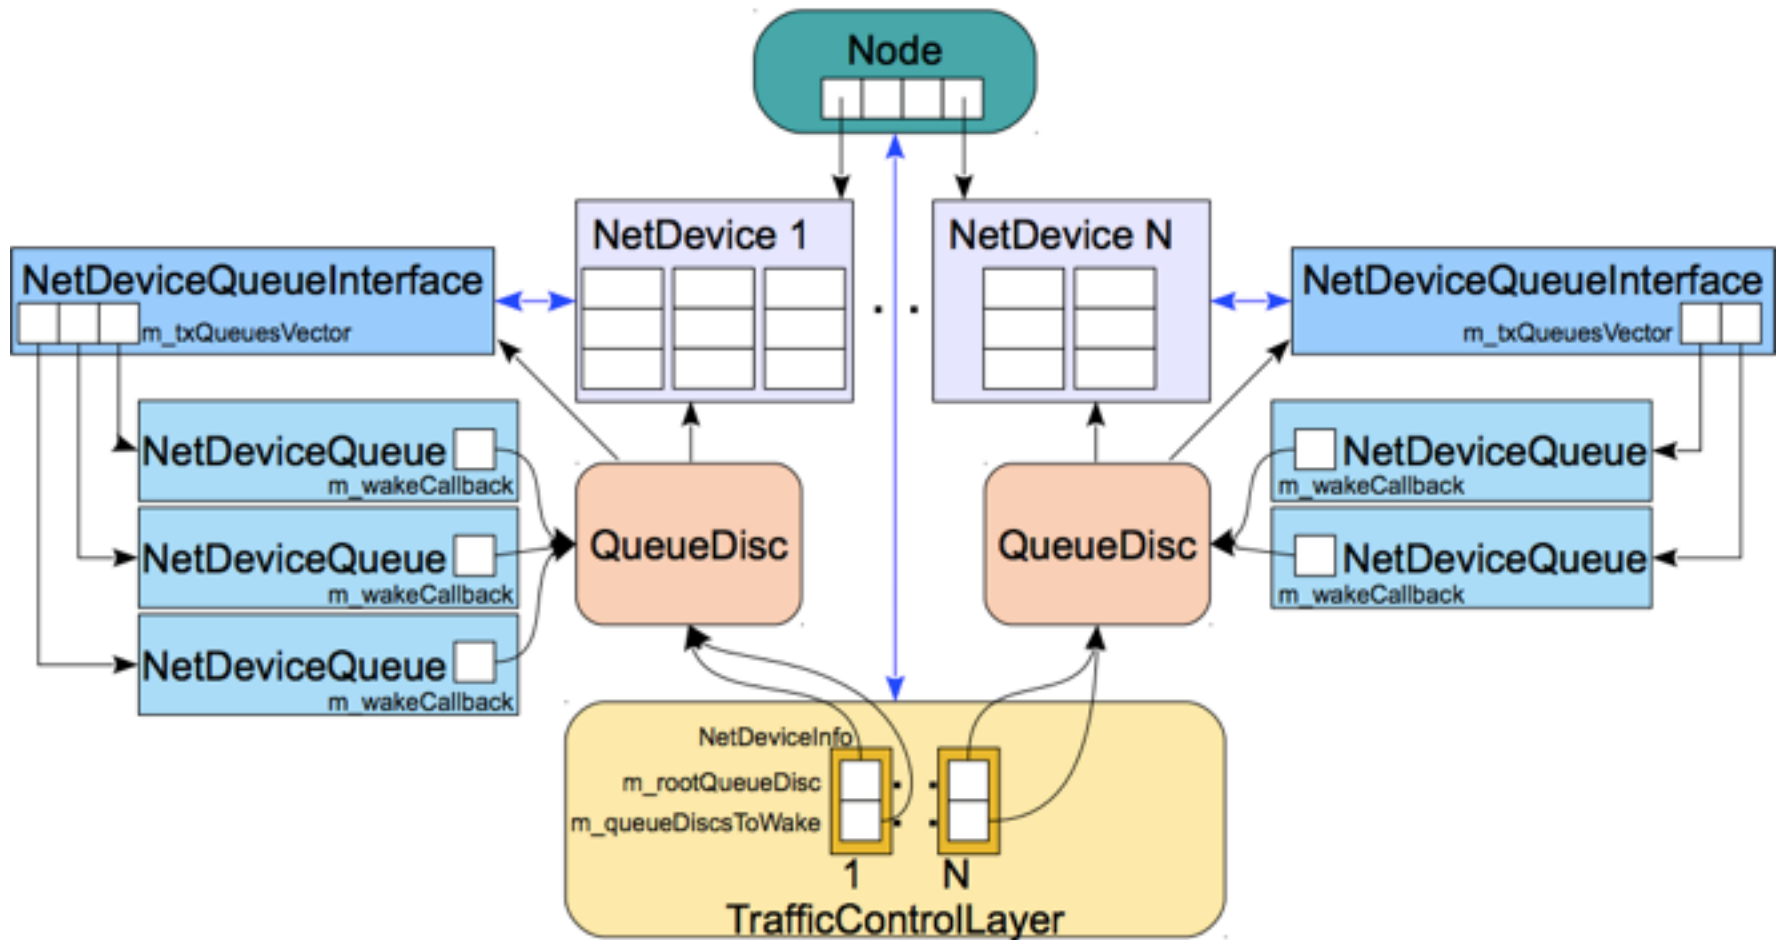 Node
NetDevice 1
NetDevice N
NetDeviceQueueInterface
m_txQueuesVector
NetDeviceQueueInterface
m_txQueuesVector
. .
NetDeviceQueue
m_wakeCallback
NetDeviceQueue
m_wakeCallback
NetDeviceQueue
m_wakeCallback
QueueDisc
QueueDisc
NetDeviceQueue
m_wakeCallback
NetDeviceQueue
m_wakeCallback
NetDeviceInfo
m_rootQueueDisc
m_queueDiscsToWake
1
N
TrafficControlLayer